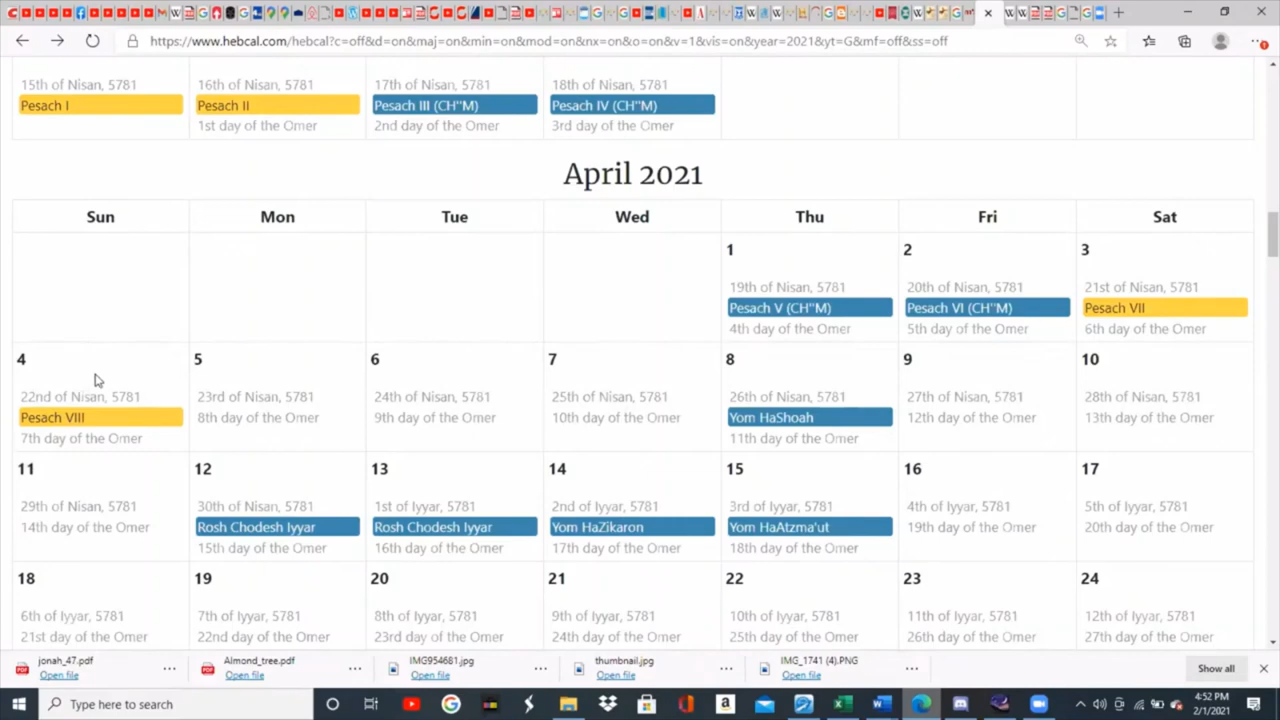 https://www.hebcal.com/hebcal?c=off&d=on&maj=on&min=on&mod=on&nx=on&o=on&v=1&vis=on&year=2021&yt=G&mf=off&ss=off
15th of Nisan, 5781 16th of Nisan, 5781 17th of Nisan, 5781 18th of Nisan, 5781
Pesach I Pesach II Pesach III (CH''M) Pesach IV (CH''M)
1st day of the Omer 2nd day of the Omer 3rd day of the Omer
April 2021
Sun Mon Tue Wed Thu Fri Sat
1 2 3
19th of Nisan, 5781 20th of Nisan, 5781 21st of Nisan, 5781
Pesach V (CH''M) Pesach VI (CH''M) Pesach VII
4th day of the Omer 5th day of the Omer 6th day of the Omer
4 5 6 7 8 9 10
22nd of Nisan, 5781 23rd of Nisan, 5781 24th of Nisan, 5781 25th of Nisan, 5781 26th of Nisan, 5781 27th of Nisan, 5781 28th of Nisan, 5781
Pesach VIII 8th day of the Omer 9th day of the Omer 10th day of the Omer Yom HaShoah 12th day of the Omer 13th day of the Omer
7th day of the Omer 11th day of the Omer
11 12 13 14 15 16 17
29th of Nisan, 5781 30th of Nisan, 5781 1st of Iyyar, 5781 2nd of Iyyar, 5781 3rd of Iyyar, 5781 4th of Iyyar, 5781 5th of Iyyar, 5781
14th day of the Omer Rosh Chodesh Iyyar Rosh Chodesh Iyyar Yom HaZikaron Yom HaAtzma'ut 19th day of the Omer 20th day of the Omer
15th day of the Omer 16th day of the Omer 17th day of the Omer 18th day of the Omer
18 19 20 21 22 23 24
6th of Iyyar, 5781 7th of Iyyar, 5781 8th of Iyyar, 5781 9th of Iyyar, 5781 10th of Iyyar, 5781 11th of Iyyar, 5781 12th of Iyyar, 5781
21st day of the Omer 22nd day of the Omer 23rd day of the Omer 24th day of the Omer 25th day of the Omer 26th day of the Omer 27th day of the Omer
jonah_47.pdf Almond_tree.pdf IMG954681.jpg thumbnail.jpg IMG_1741 (4).PNG
Open file Open file Open file Open file Open file Show all
Type here to search
4:52 PM
2/1/2021